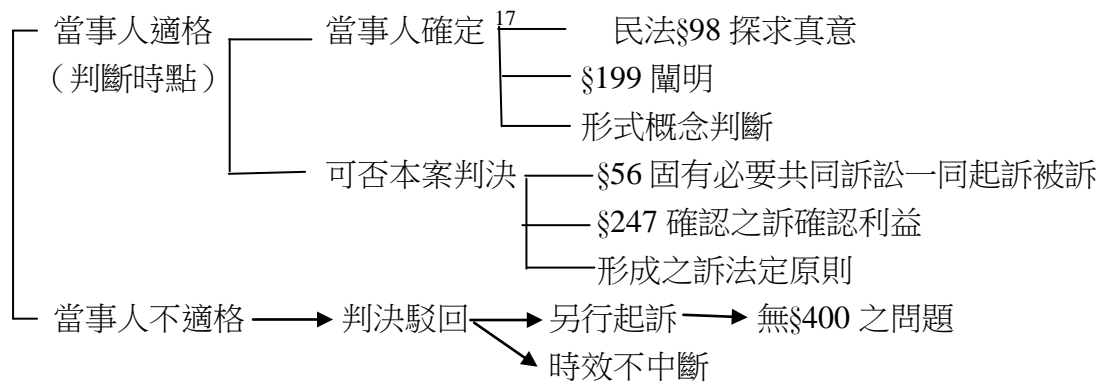 當事人適格 當事人確定 17 民法§98 探求真意
（判斷時點） §199 闡明
形式概念判斷
可否本案判決 §56 固有必要共同訴訟一同起訴被訴
§247 確認之訴確認利益
形成之訴法定原則
當事人不適格 判決駁回 另行起訴 無§400 之問題
時效不中斷